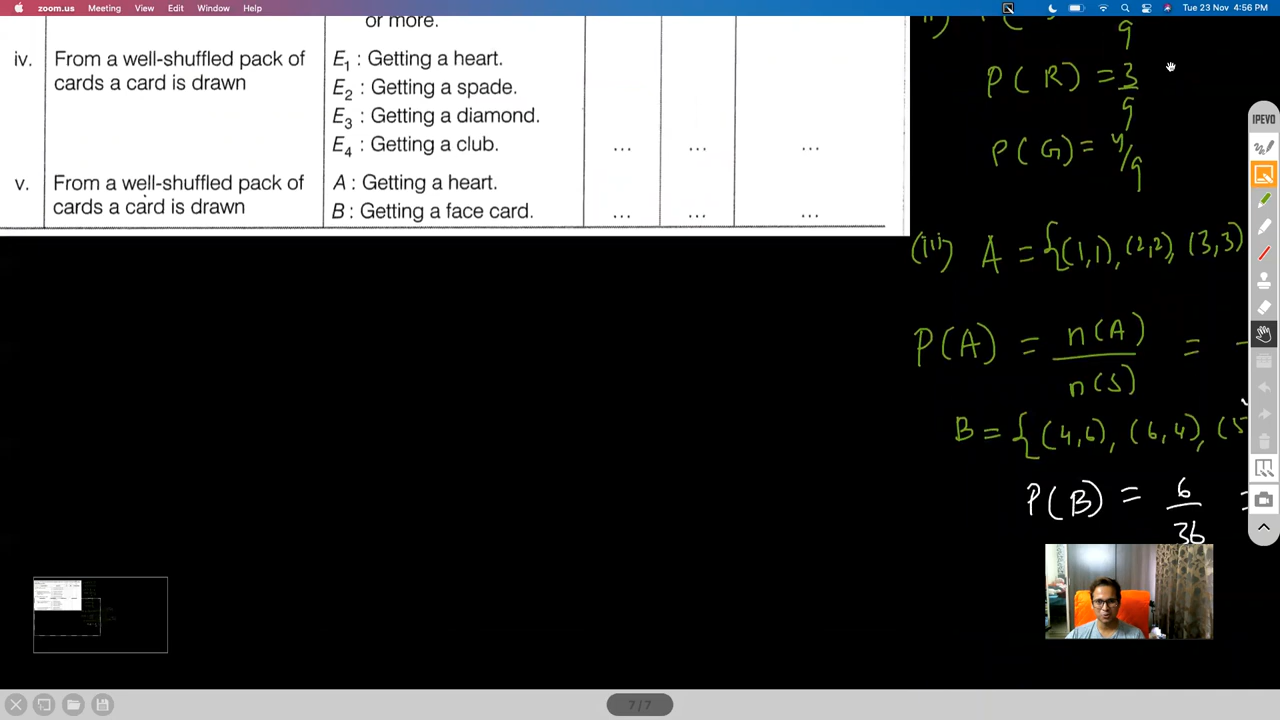 zoom.us Meeting View Edit Window Help Tue 23 Nov 4:56 PM
or more.
iv. From a well-shuffled pack of cards a card is drawn
E₁ : Getting a heart.
E₂ : Getting a spade.
E₃ : Getting a diamond.
E₄ : Getting a club. ... ... ...
v. From a well-shuffled pack of cards a card is drawn
A : Getting a heart.
B : Getting a face card. ... ... ...
9
P(R) = 3/9
P(G) = 4/9
(iii) A = {(1,1), (2,2), (3,3)
P(A) = n(A)/n(S) =
B = {(4,6), (6,4), (5
P(B) = 6/36 =
IPEVO
7 / 7